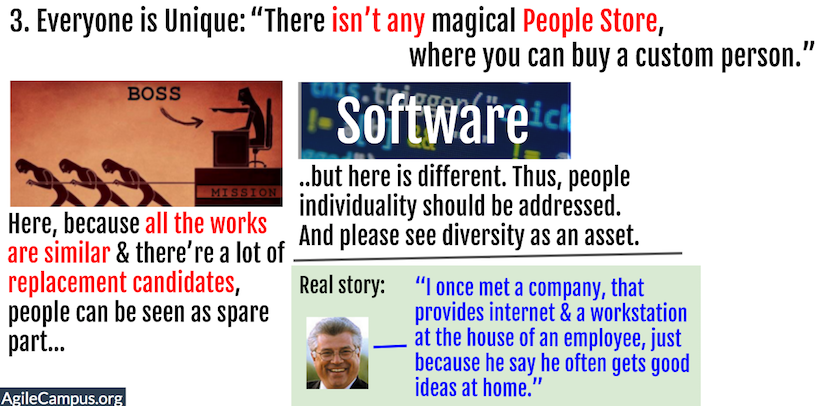 3. Everyone is Unique: “There isn’t any magical People Store,
where you can buy a custom person.”
BOSS
MISSION
Here, because all the works
are similar & there’re a lot of
replacement candidates,
people can be seen as spare
part...
Software
..but here is different. Thus, people
individuality should be addressed.
And please see diversity as an asset.
Real story:
“I once met a company, that
provides internet & a workstation
at the house of an employee, just
because he say he often gets good
ideas at home.”
AgileCampus.org